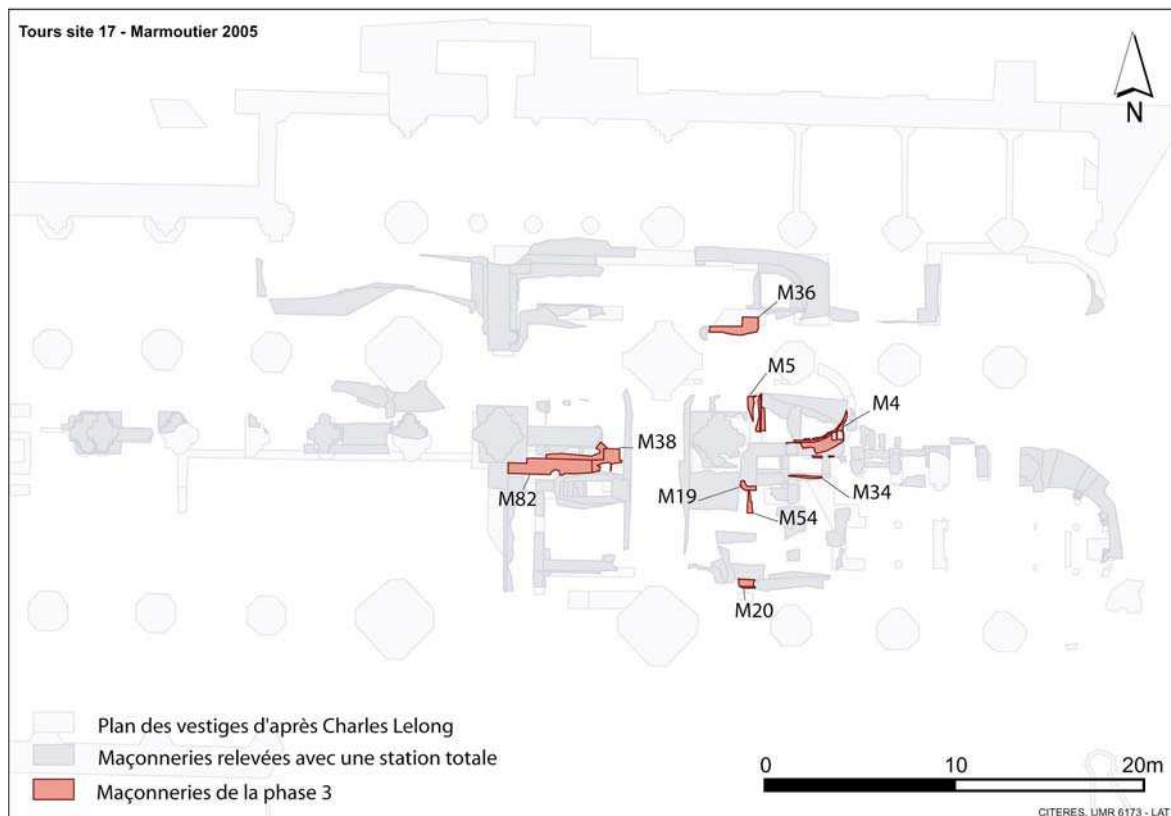 Tours site 17 - Marmoutier 2005
N
M36
M5
M4
M38
M19
M34
M82
M54
M20
Plan des vestiges d'après Charles Lelong
Maçonneries relevées avec une station totale
Maçonneries de la phase 3
0 10 20m
CITERES, UMR 6173 - LAT